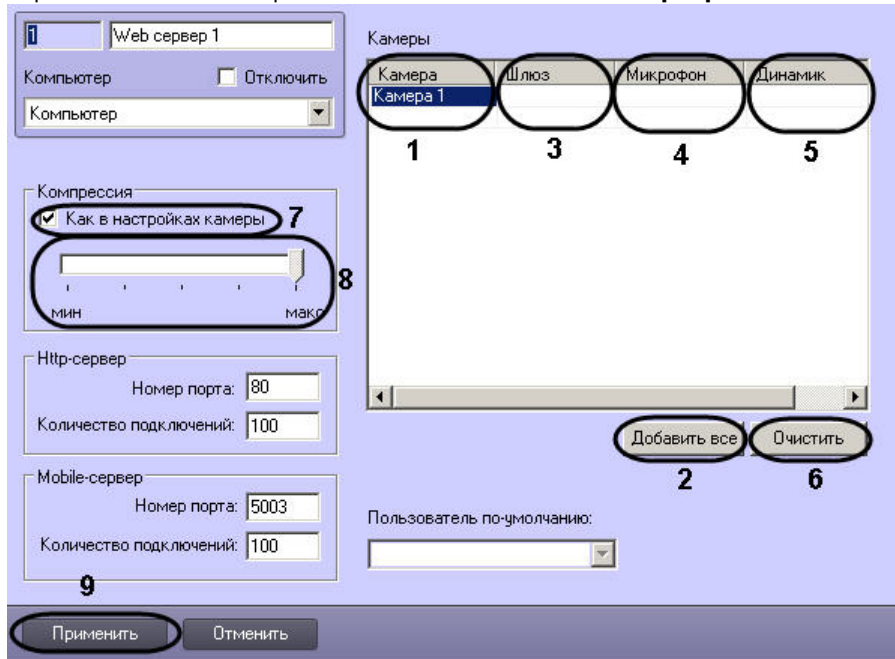 1 Web сервер 1
Компьютер Отключить
Компьютер
Камеры
Камера Шлюз Микрофон Динамик
Камера 1
1 3 4 5
Компрессия
Как в настройках камеры 7
8
мин макс
Http-сервер
Номер порта: 80
Количество подключений: 100
Добавить все Очистить
2 6
Mobile-сервер
Номер порта: 5003
Количество подключений: 100
Пользователь по-умолчанию:
9
Применить Отменить